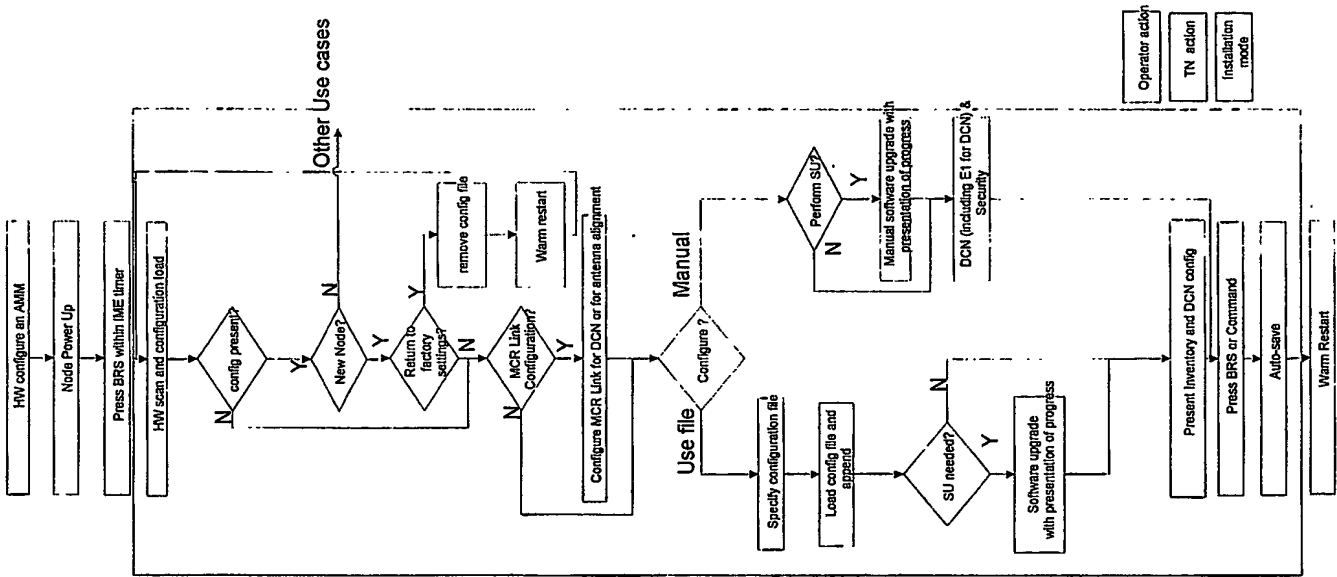 HW configure an AMM
Node Power Up
Press BRS within IME timer
HW scan and configuration load
config present?
N
Y
New Node?
N
Other Use cases
Y
Return to
factory
settings?
Y
remove config file
Warm restart
N
MCR Link
Configuration?
N
Y
Configure MCR Link for DCN or for antenna alignment
Configure ?
Use file
Manual
Specify configuration file
Load config file and
append
SU needed?
N
Y
Software upgrade
with presentation of progress
Perform SU?
N
Y
Manual software upgrade with
presentation of progress
DCN (including E1 for DCN) &
Security
Present Inventory and DCN config
Press BRS or Command
Auto-save
Warm Restart
Operator action
TN action
Installation
mode